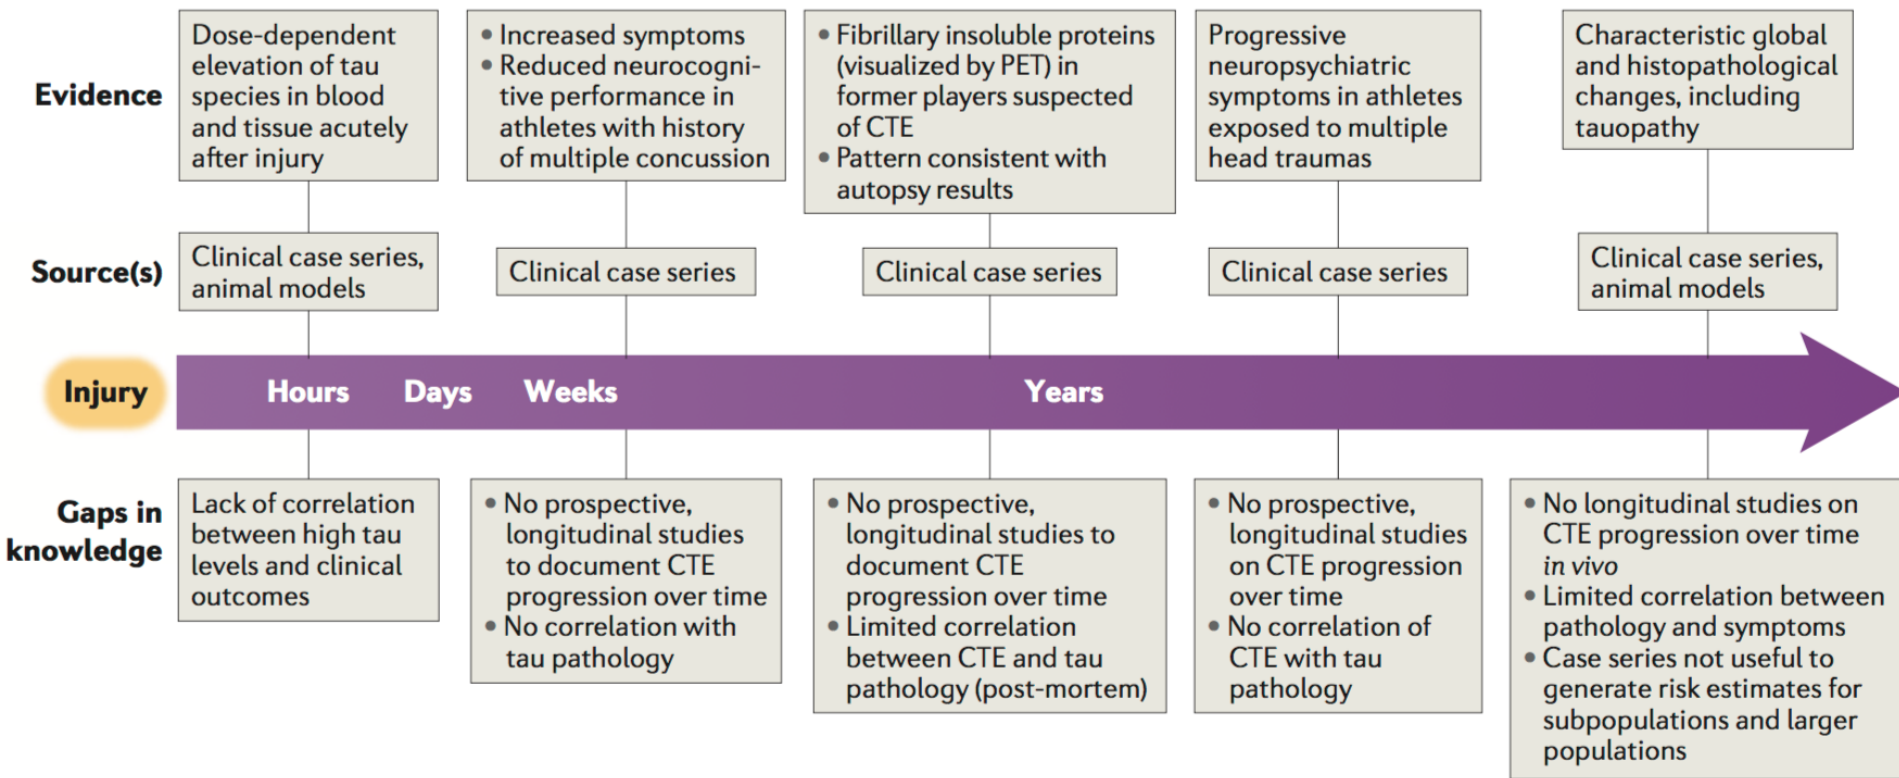 Evidence
Dose-dependent
elevation of tau
species in blood
and tissue acutely
after injury
• Increased symptoms
• Reduced neurocogni-
tive performance in
athletes with history
of multiple concussion
• Fibrillary insoluble proteins
(visualized by PET) in
former players suspected
of CTE
• Pattern consistent with
autopsy results
Progressive
neuropsychiatric
symptoms in athletes
exposed to multiple
head traumas
Characteristic global
and histopathological
changes, including
tauopathy
Source(s)
Clinical case series,
animal models
Clinical case series
Clinical case series
Clinical case series
Clinical case series,
animal models
Injury
Hours
Days
Weeks
Years
Gaps in
knowledge
Lack of correlation
between high tau
levels and clinical
outcomes
• No prospective,
longitudinal studies
to document CTE
progression over time
• No correlation with
tau pathology
• No prospective,
longitudinal studies to
document CTE
progression over time
• Limited correlation
between CTE and tau
pathology (post-mortem)
• No prospective,
longitudinal studies
on CTE progression
over time
• No correlation of
CTE with tau
pathology
• No longitudinal studies on
CTE progression over time
in vivo
• Limited correlation between
pathology and symptoms
• Case series not useful to
generate risk estimates for
subpopulations and larger
populations